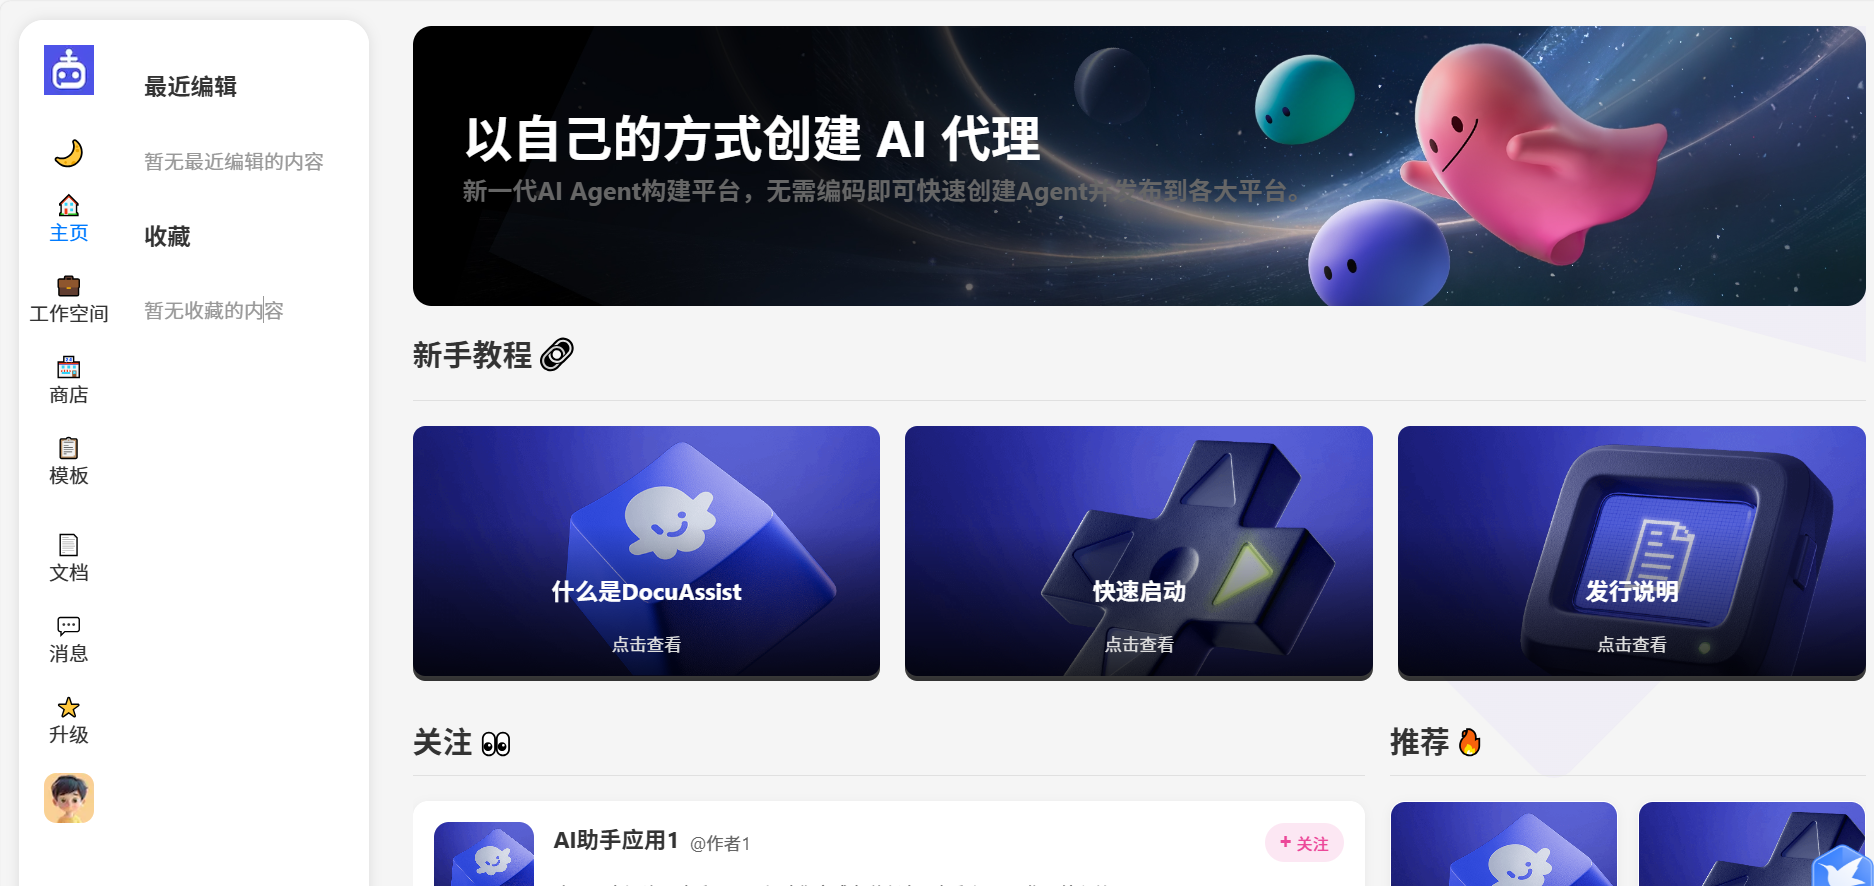 最近编辑
暂无最近编辑的内容
收藏
暂无收藏的内容
主页
工作空间
商店
模板
文档
消息
升级
以自己的方式创建 AI 代理
新一代AI Agent构建平台，无需编码即可快速创建Agent并发布到各大平台。
新手教程
什么是DocuAssist
点击查看
快速启动
点击查看
发行说明
点击查看
关注
AI助手应用1 @作者1
+ 关注
推荐